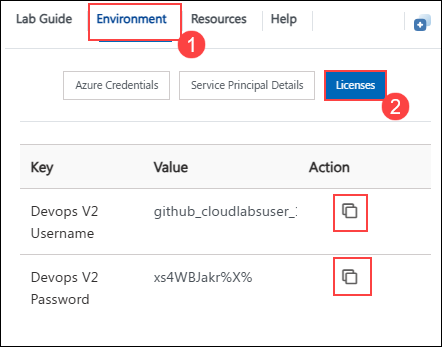 Lab Guide Environment Resources Help
1
Azure Credentials Service Principal Details Licenses
2
Key Value Action
Devops V2 github_cloudlabsuser_
Username
Devops V2 xs4WBJakr%X%
Password